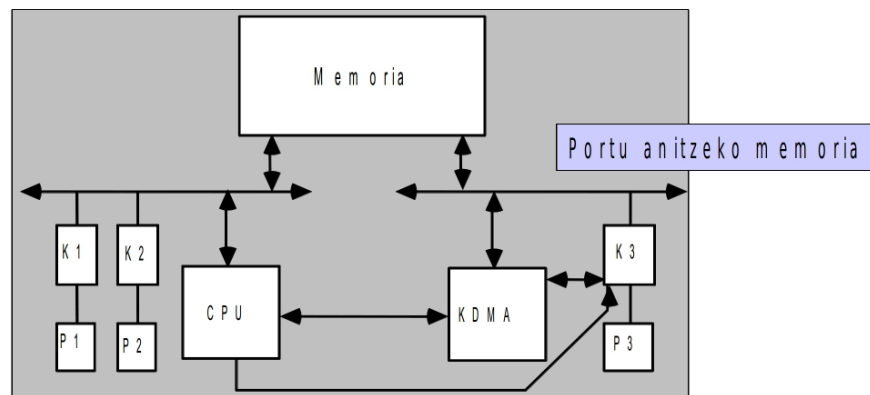 Memoria
Portu anitzeko memoria
K1
K2
K3
CPU
KDMA
P1
P2
P3